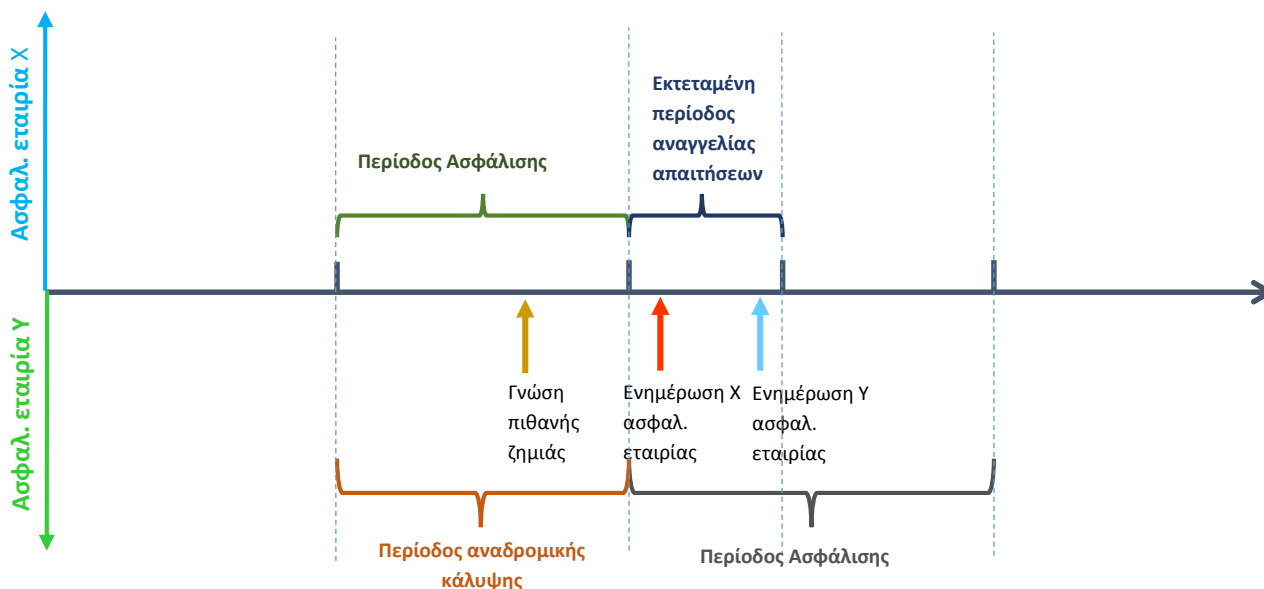 Ασφαλ. εταιρία X
Ασφαλ. εταιρία Y
Περίοδος Ασφάλισης
Εκτεταμένη
περίοδος
αναγγελίας
απαιτήσεων
Γνώση
πιθανής
ζημιάς
Ενημέρωση X
ασφαλ.
εταιρίας
Ενημέρωση Y
ασφαλ.
εταιρίας
Περίοδος αναδρομικής
κάλυψης
Περίοδος Ασφάλισης